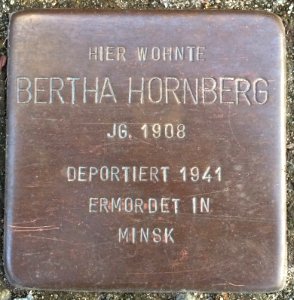 HIER WOHNTE
BERTHA HORNBERG
JG. 1908
DEPORTIERT 1941
ERMORDET IN
MINSK